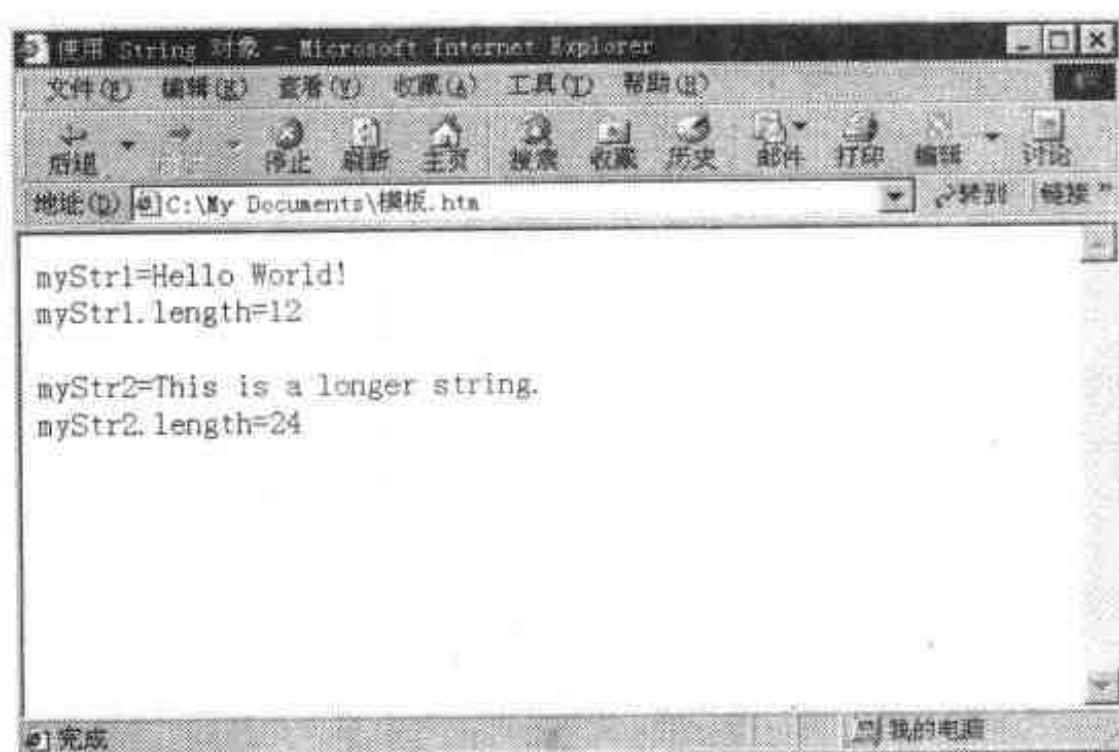 使用 String 对象 - Microsoft Internet Explorer
文件(F) 编辑(E) 查看(V) 收藏(A) 工具(T) 帮助(H)
后退 停止 刷新 主页 搜索 收藏 历史 邮件 打印 编辑 讨论
地址(D) C:\My Documents\模板.htm 转到 链接 »
myStr1=Hello World!
myStr1.length=12
myStr2=This is a longer string.
myStr2.length=24
完成 我的电脑